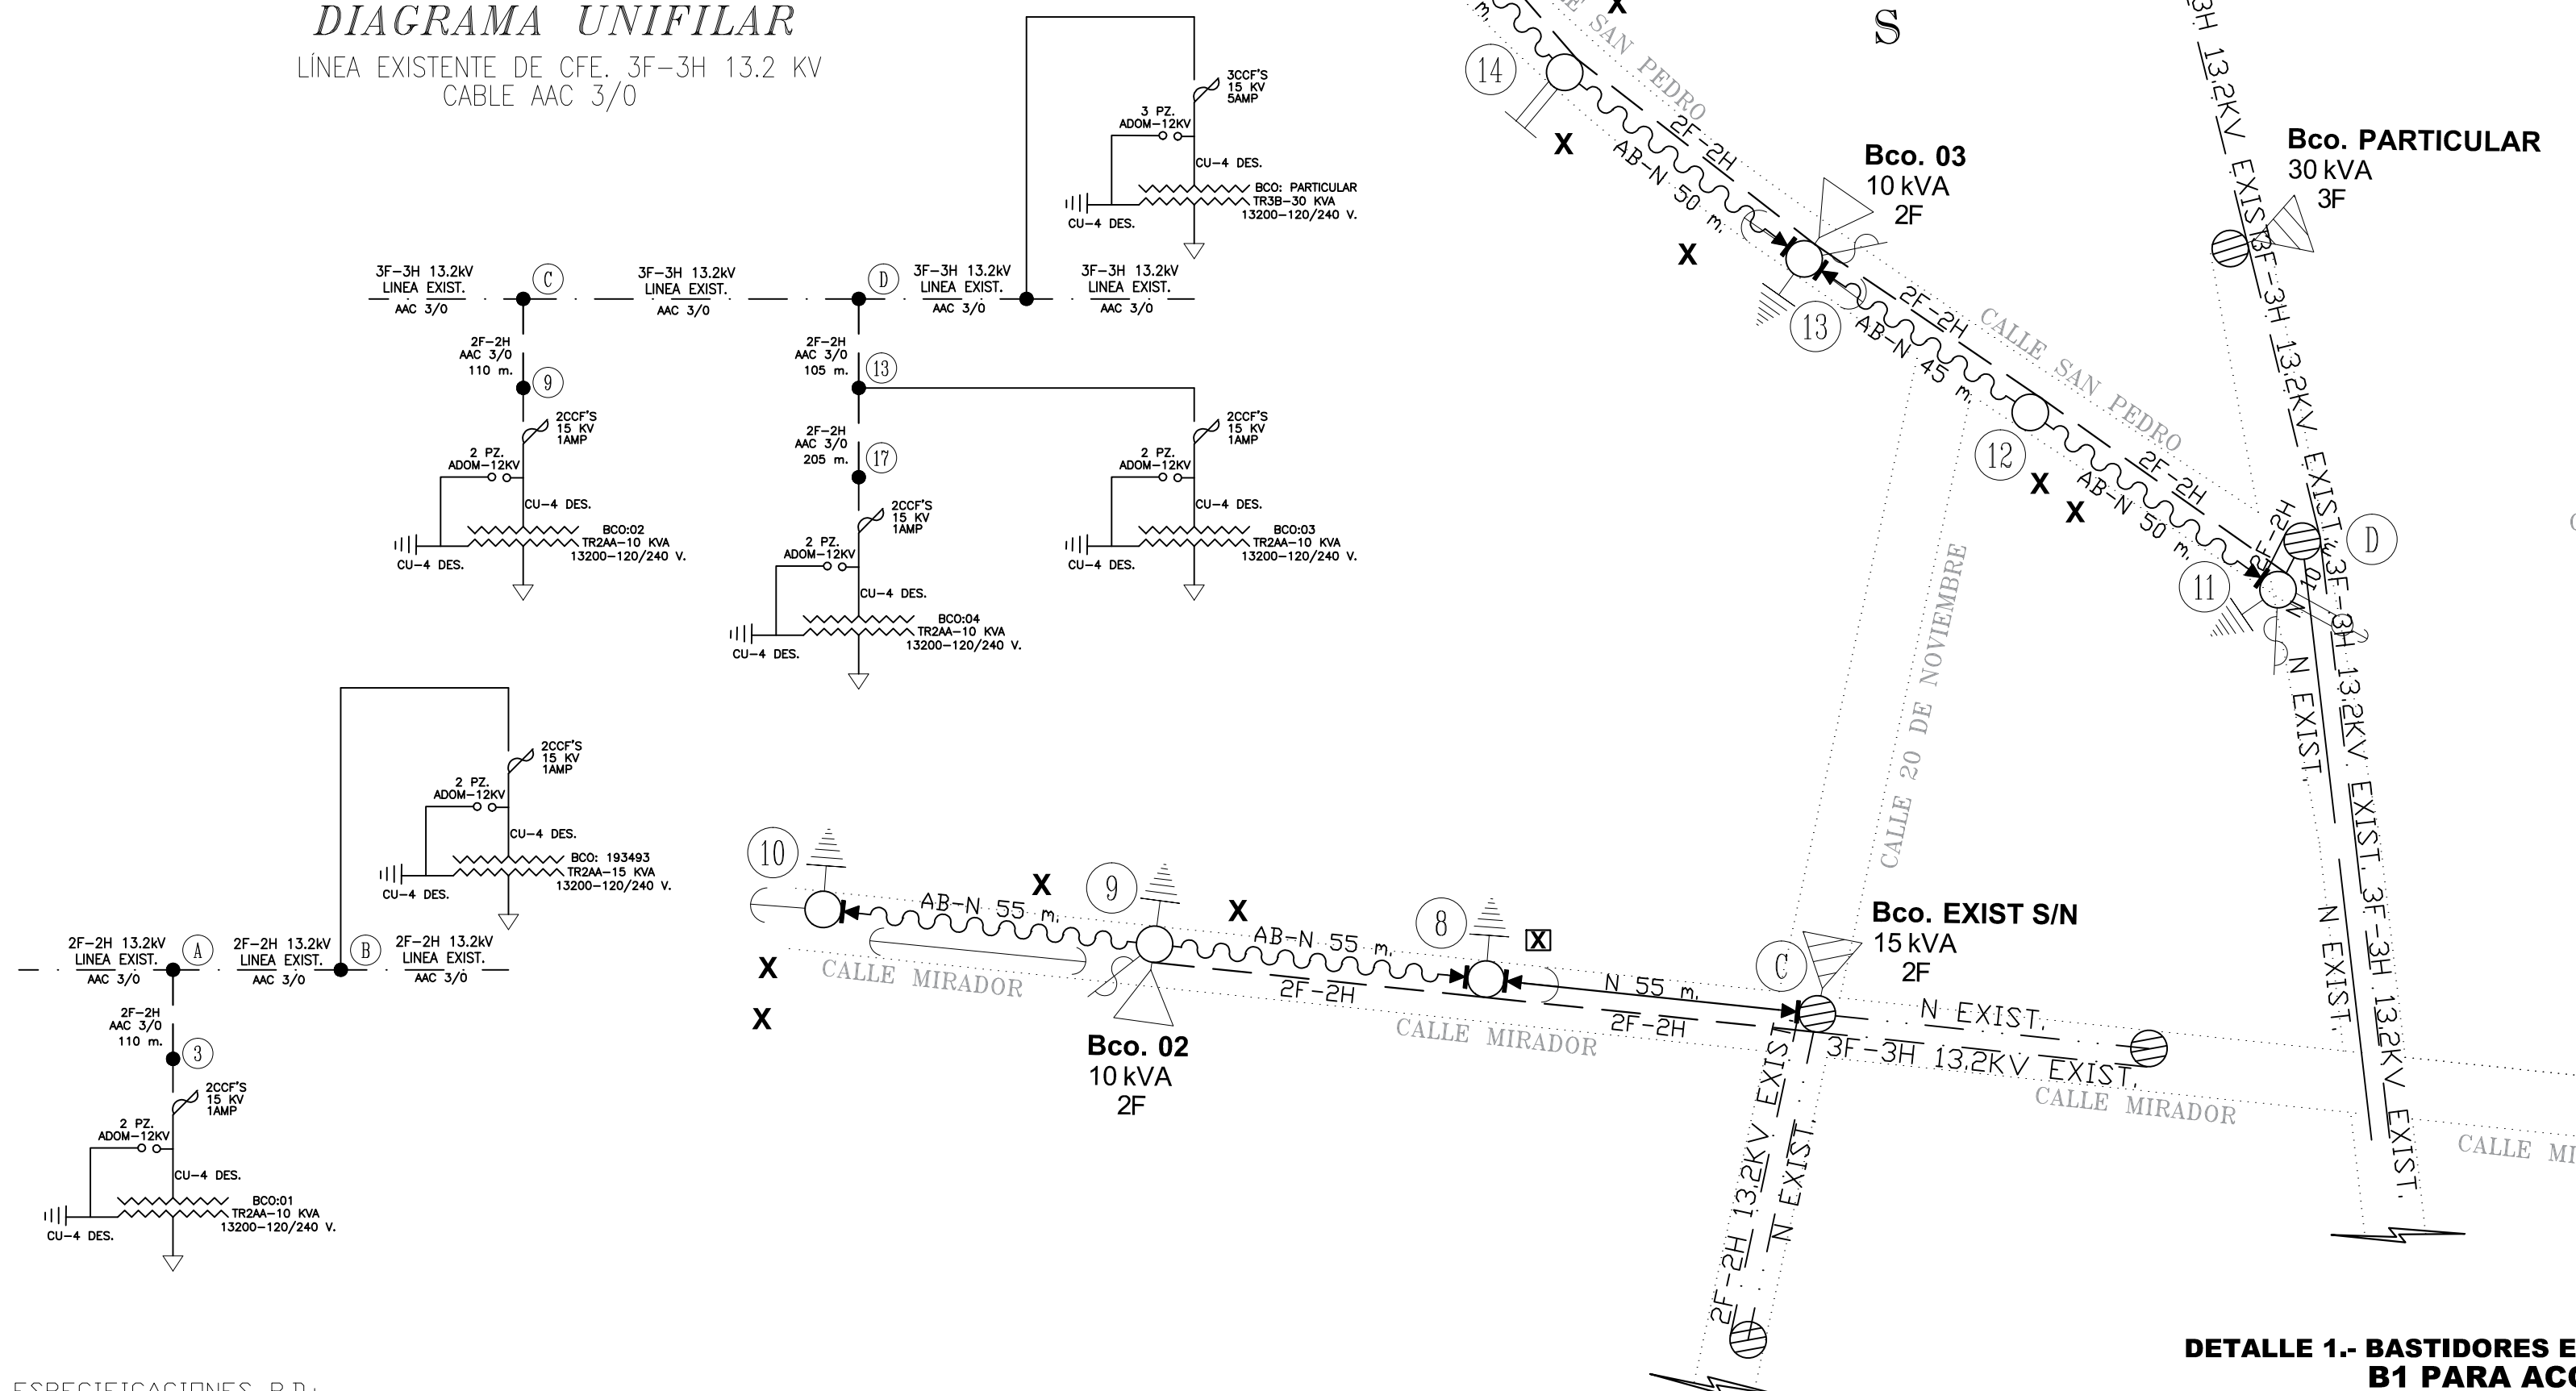 DIAGRAMA UNIFILAR
LÍNEA EXISTENTE DE CFE. 3F-3H 13.2 KV
CABLE AAC 3/0
3CCF'S
15 KV
5AMP
3 PZ.
ADOM-12KV
CU-4 DES.
BCO: PARTICULAR
TR3B-30 KVA
13200-120/240 V.
CU-4 DES.
3F-3H 13.2kV
LINEA EXIST.
AAC 3/0
C
3F-3H 13.2kV
LINEA EXIST.
AAC 3/0
D
3F-3H 13.2kV
LINEA EXIST.
AAC 3/0
3F-3H 13.2kV
LINEA EXIST.
AAC 3/0
2F-2H
AAC 3/0
110 m.
9
2CCF'S
15 KV
1AMP
2 PZ.
ADOM-12KV
CU-4 DES.
BCO:02
TR2AA-10 KVA
13200-120/240 V.
CU-4 DES.
2F-2H
AAC 3/0
105 m.
13
2F-2H
AAC 3/0
205 m.
17
2CCF'S
15 KV
1AMP
2 PZ.
ADOM-12KV
CU-4 DES.
BCO:04
TR2AA-10 KVA
13200-120/240 V.
CU-4 DES.
2CCF'S
15 KV
1AMP
2 PZ.
ADOM-12KV
CU-4 DES.
BCO:03
TR2AA-10 KVA
13200-120/240 V.
CU-4 DES.
2CCF'S
15 KV
1AMP
2 PZ.
ADOM-12KV
CU-4 DES.
BCO: 193493
TR2AA-15 KVA
13200-120/240 V.
CU-4 DES.
2F-2H 13.2kV
LINEA EXIST.
AAC 3/0
A
2F-2H 13.2kV
LINEA EXIST.
AAC 3/0
B
2F-2H 13.2kV
LINEA EXIST.
AAC 3/0
2F-2H
AAC 3/0
110 m.
3
2CCF'S
15 KV
1AMP
2 PZ.
ADOM-12KV
CU-4 DES.
BCO:01
TR2AA-10 KVA
13200-120/240 V.
CU-4 DES.
S
X
m.
SAN PEDRO
14
X
2F-2H
AB-N 50 m.
X
Bco. 03
10 kVA
2F
13
2F-2H
AB-N 45 m.
CALLE SAN PEDRO
12
X
X
2F-2H
AB-N 50 m.
11
2F-2H
N 10
D
3H 13.2KV EXIST.
Bco. PARTICULAR
30 kVA
3F
3F-3H 13.2KV EXIST.
3F-3H 13.2KV EXIST.
3F-3H 13.2KV EXIST.
N EXIST.
N EXIST.
CALLE 20 DE NOVIEMBRE
10
X
AB-N 55 m.
X
X
CALLE MIRADOR
9
X
AB-N 55 m.
2F-2H
Bco. 02
10 kVA
2F
8
X
N 55 m.
2F-2H
CALLE MIRADOR
C
Bco. EXIST S/N
15 kVA
2F
N EXIST.
3F-3H 13.2KV EXIST.
CALLE MIRADOR
CALLE MI
2F-2H 13.2KV EXIST.
N EXIST.
DETALLE 1.- BASTIDORES E
B1 PARA ACO
ESPECIFICACIONES B.D.: